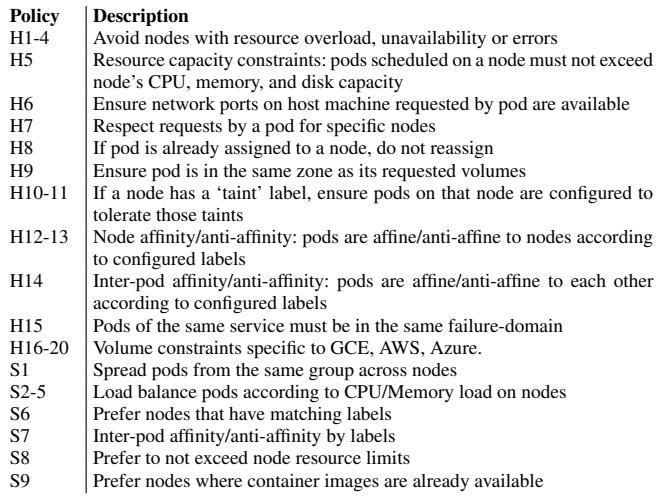 Policy Description
H1-4 Avoid nodes with resource overload, unavailability or errors
H5 Resource capacity constraints: pods scheduled on a node must not exceed
node's CPU, memory, and disk capacity
H6 Ensure network ports on host machine requested by pod are available
H7 Respect requests by a pod for specific nodes
H8 If pod is already assigned to a node, do not reassign
H9 Ensure pod is in the same zone as its requested volumes
H10-11 If a node has a ‘taint’ label, ensure pods on that node are configured to
tolerate those taints
H12-13 Node affinity/anti-affinity: pods are affine/anti-affine to nodes according
to configured labels
H14 Inter-pod affinity/anti-affinity: pods are affine/anti-affine to each other
according to configured labels
H15 Pods of the same service must be in the same failure-domain
H16-20 Volume constraints specific to GCE, AWS, Azure.
S1 Spread pods from the same group across nodes
S2-5 Load balance pods according to CPU/Memory load on nodes
S6 Prefer nodes that have matching labels
S7 Inter-pod affinity/anti-affinity by labels
S8 Prefer to not exceed node resource limits
S9 Prefer nodes where container images are already available